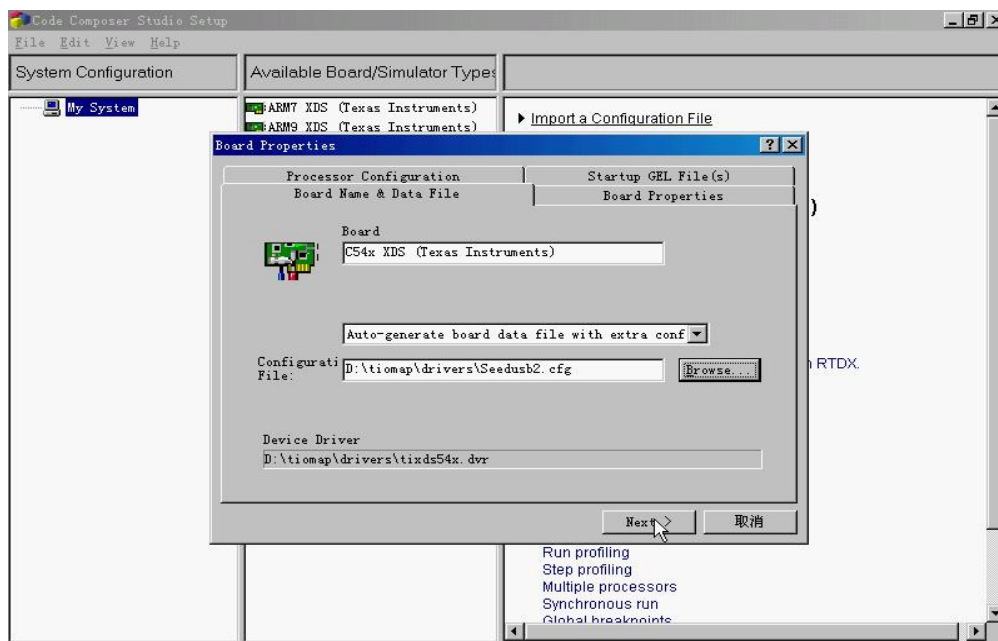 Code Composer Studio Setup
File Edit View Help
System Configuration
Available Board/Simulator Types
My System
ARM7 XDS (Texas Instruments)
ARM9 XDS (Texas Instruments)
Import a Configuration File
Board Properties
Processor Configuration
Startup GEL File(s)
Board Name & Data File
Board Properties
)
Board
C54x XDS (Texas Instruments)
Auto-generate board data file with extra conf
Configurati
File:
D:\tiomap\drivers\Seedusb2.cfg
Browse...
RTDX.
Device Driver
D:\tiomap\drivers\tixds54x.dvr
Next >
取消
Run profiling
Step profiling
Multiple processors
Synchronous run
Global breakpoints